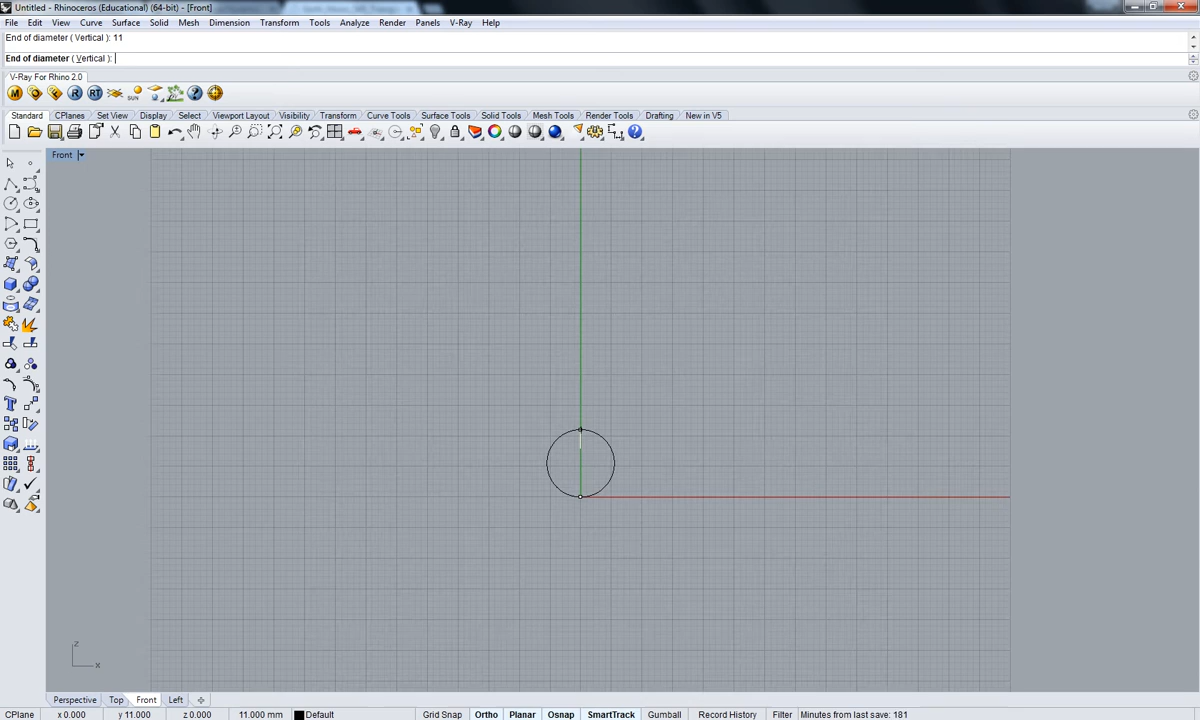 Untitled - Rhinoceros (Educational) (64-bit) - [Front]
File Edit View Curve Surface Solid Mesh Dimension Transform Tools Analyze Render Panels V-Ray Help
End of diameter ( Vertical ): 11
End of diameter ( Vertical ):
V-Ray For Rhino 2.0
Standard CPlanes Set View Display Select Viewport Layout Visibility Transform Curve Tools Surface Tools Solid Tools Mesh Tools Render Tools Drafting New in V5
Front
z
x
Perspective Top Front Left
CPlane x 0.000 y 11.000 z 0.000 11.000 mm Default Grid Snap Ortho Planar Osnap SmartTrack Gumball Record History Filter Minutes from last save: 181